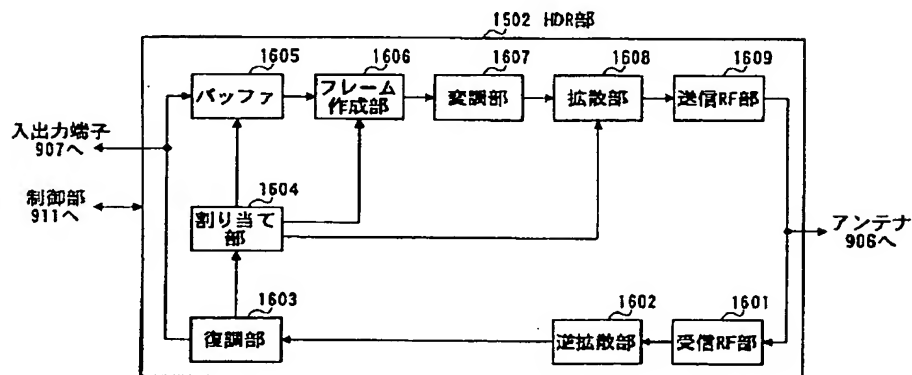 1502 HDR部
1605
バッファ
1606
フレーム
作成部
1607
変調部
1608
拡散部
1609
送信RF部
入出力端子
907へ
制御部
911へ
1604
割り当て
部
アンテナ
906へ
1603
復調部
1602
逆拡散部
1601
受信RF部